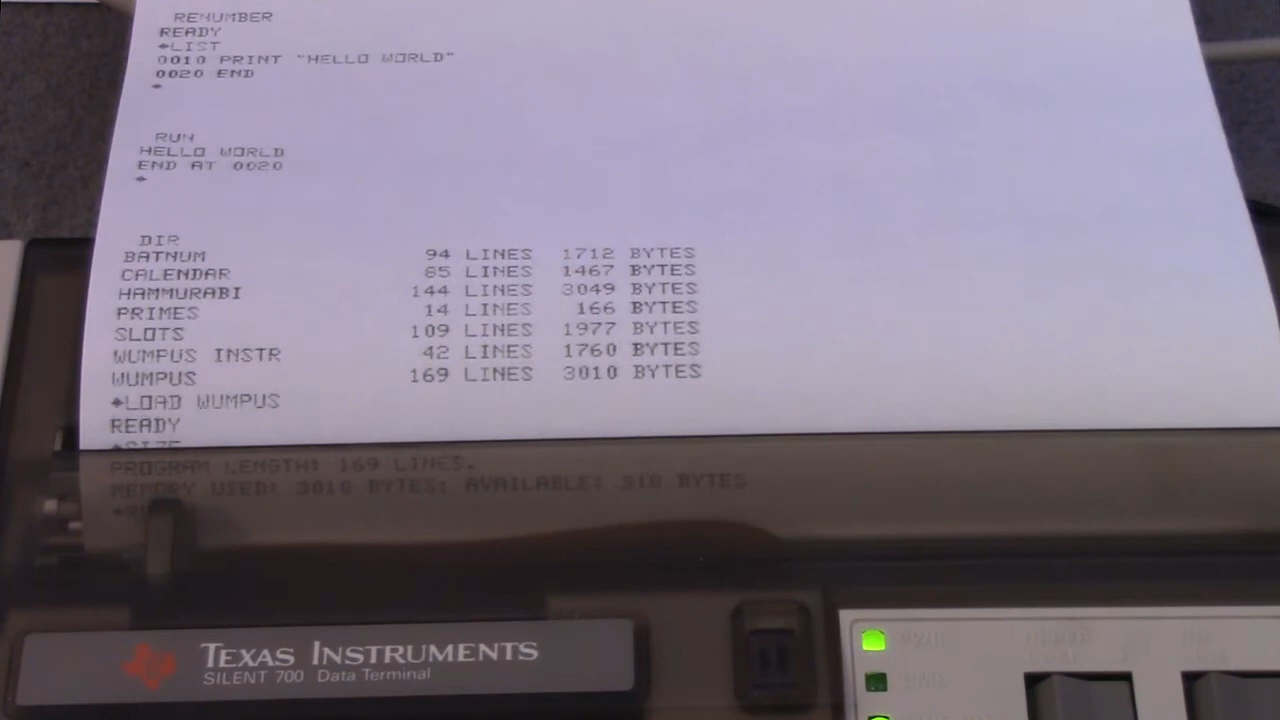 RENUMBER
READY
*LIST
0010 PRINT "HELLO WORLD"
0020 END
*
RUN
HELLO WORLD
END AT 0020
*
DIR
BATNUM 94 LINES 1712 BYTES
CALENDAR 85 LINES 1467 BYTES
HAMMURABI 144 LINES 3049 BYTES
PRIMES 14 LINES 166 BYTES
SLOTS 109 LINES 1977 BYTES
WUMPUS INSTR 42 LINES 1760 BYTES
WUMPUS 169 LINES 3010 BYTES
*LOAD WUMPUS
READY
*SIZE
PROGRAM LENGTH: 169 LINES.
MEMORY USED: 3010 BYTES; AVAILABLE: 318 BYTES
TEXAS INSTRUMENTS
SILENT 700 Data Terminal
PWR